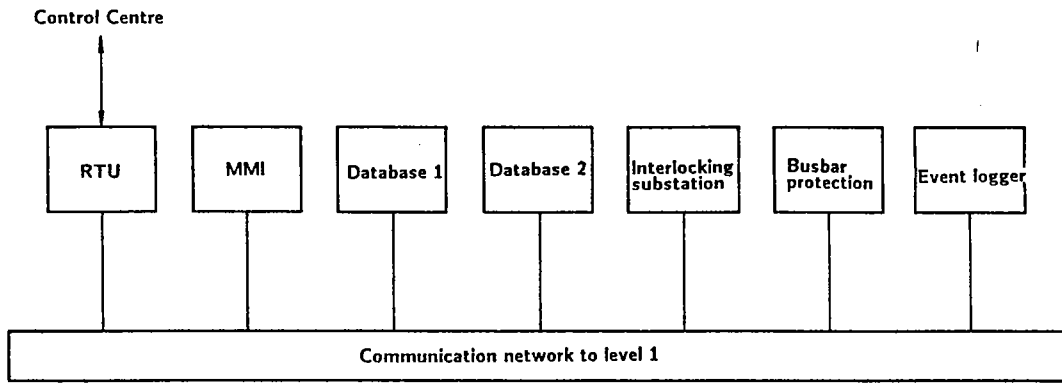 Control Centre
RTU
MMI
Database 1
Database 2
Interlocking
substation
Busbar
protection
Event logger
Communication network to level 1